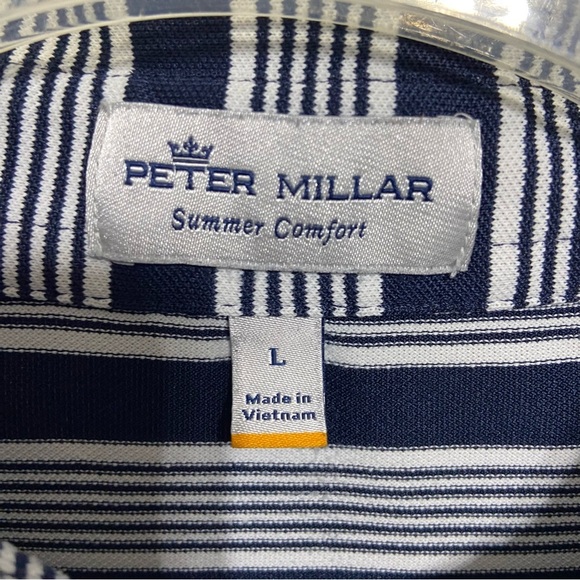 PETER MILLAR
Summer Comfort
L
Made in
Vietnam